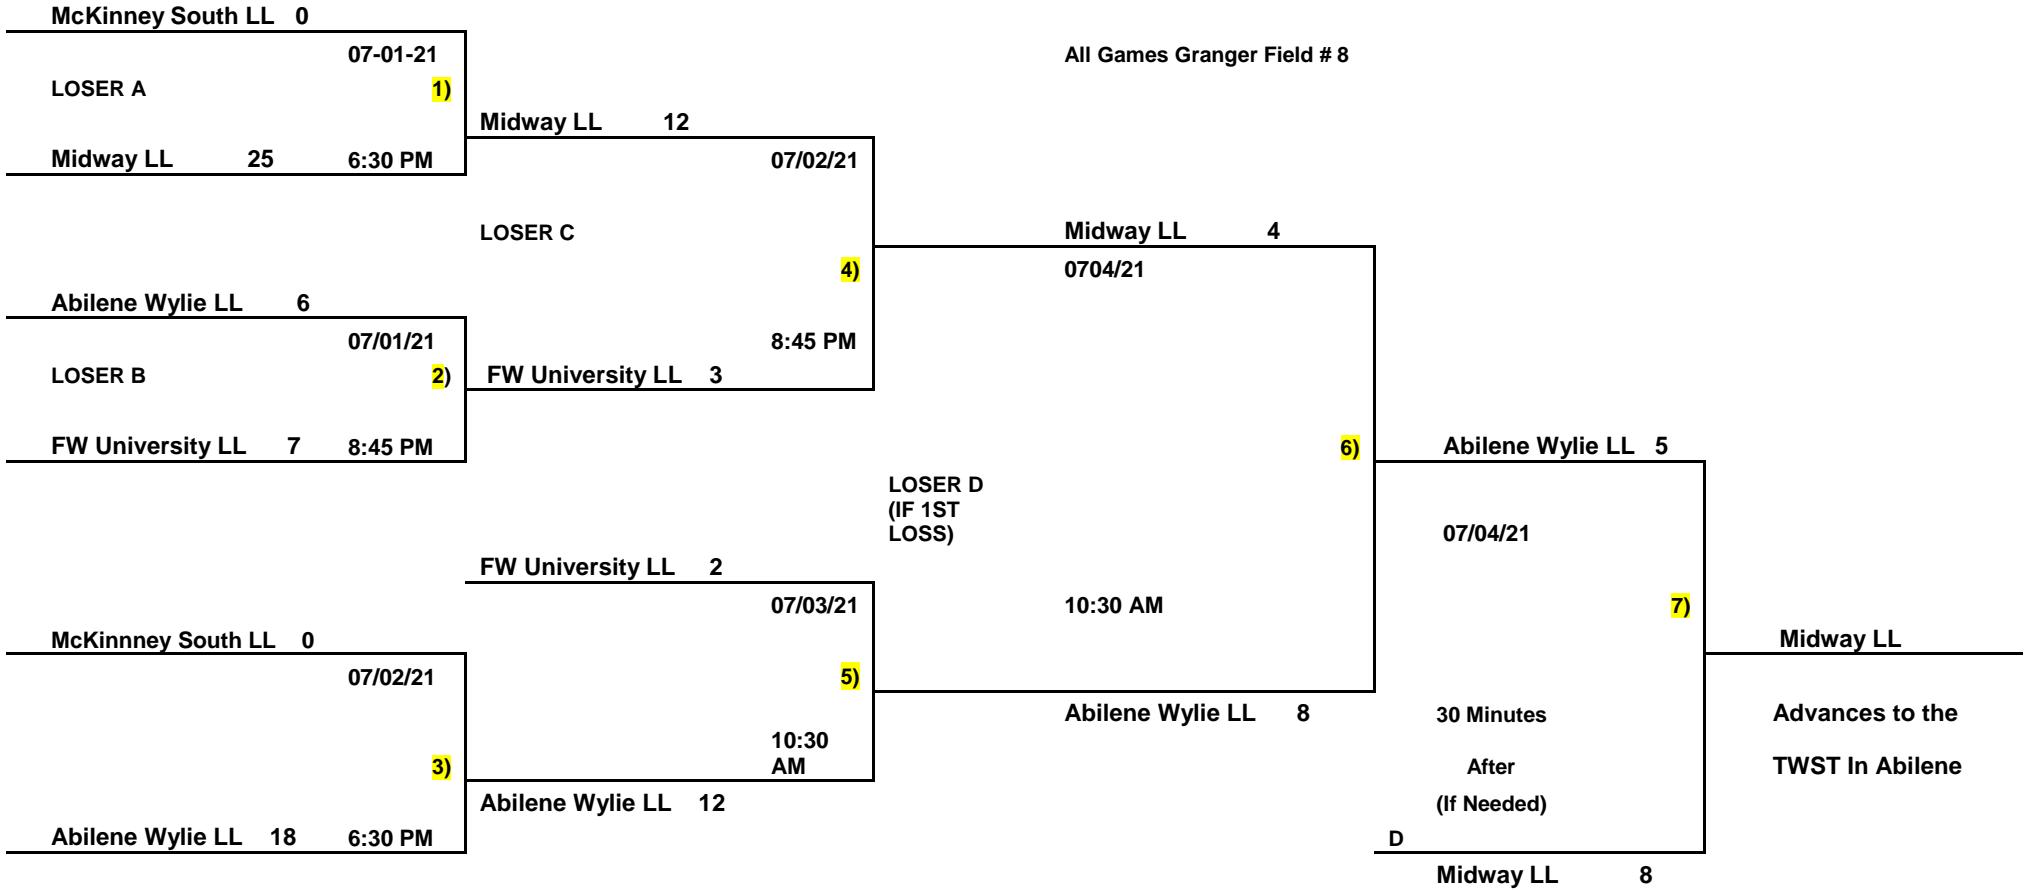 McKinney South LL 0
07-01-21
All Games Granger Field # 8
LOSER A 1)
Midway LL 12
Midway LL 25 6:30 PM
07/02/21
LOSER C
Midway LL 4
4)
0704/21
Abilene Wylie LL 6
07/01/21
8:45 PM
LOSER B 2)
FW University LL 3
FW University LL 7 8:45 PM
6)
Abilene Wylie LL 5
LOSER D
(IF 1ST
LOSS)
07/04/21
FW University LL 2
07/03/21
10:30 AM
7)
McKinnney South LL 0
Midway LL
07/02/21
5)
Abilene Wylie LL 8
30 Minutes
Advances to the
10:30
AM
3)
After
TWST In Abilene
Abilene Wylie LL 12
(If Needed)
Abilene Wylie LL 18 6:30 PM
D
Midway LL 8